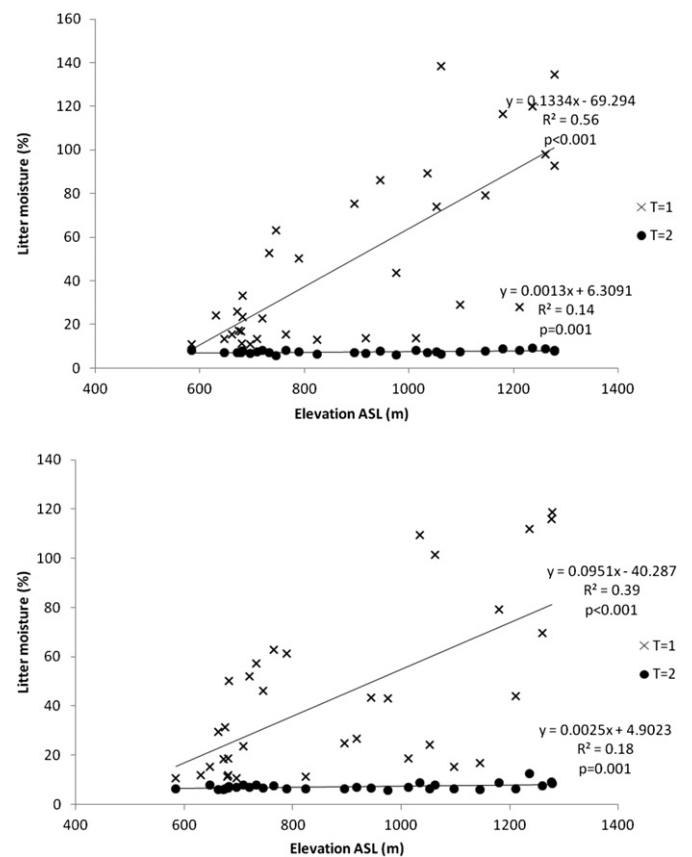 160
140
120
100
80
60
40
20
0
Litter moisture (%)
y = 0.1334x - 69.294
R² = 0.56
p<0.001
× T=1
● T=2
y = 0.0013x + 6.3091
R² = 0.14
p=0.001
400 600 800 1000 1200 1400
Elevation ASL (m)
140
120
100
80
60
40
20
0
Litter moisture (%)
y = 0.0951x - 40.287
R² = 0.39
p<0.001
× T=1
● T=2
y = 0.0025x + 4.9023
R² = 0.18
p=0.001
400 600 800 1000 1200 1400
Elevation ASL (m)